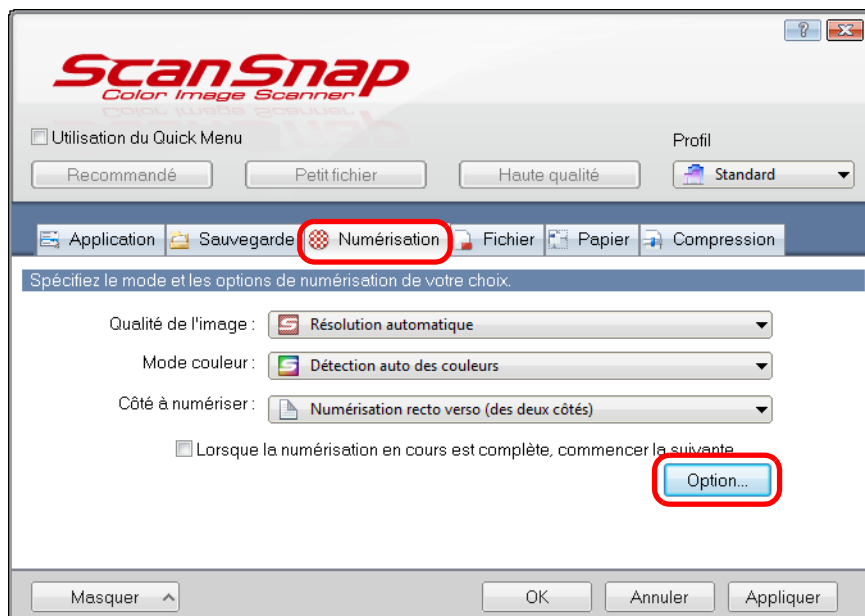 ScanSnap
Color Image Scanner
Utilisation du Quick Menu
Profil
Recommandé
Petit fichier
Haute qualité
Standard
Application
Sauvegarde
Numérisation
Fichier
Papier
Compression
Spécifiez le mode et les options de numérisation de votre choix.
Qualité de l'image :
Résolution automatique
Mode couleur :
Détection auto des couleurs
Côté à numériser :
Numérisation recto verso (des deux côtés)
Lorsque la numérisation en cours est complète, commencer la suivante
Option...
Masquer
OK
Annuler
Appliquer